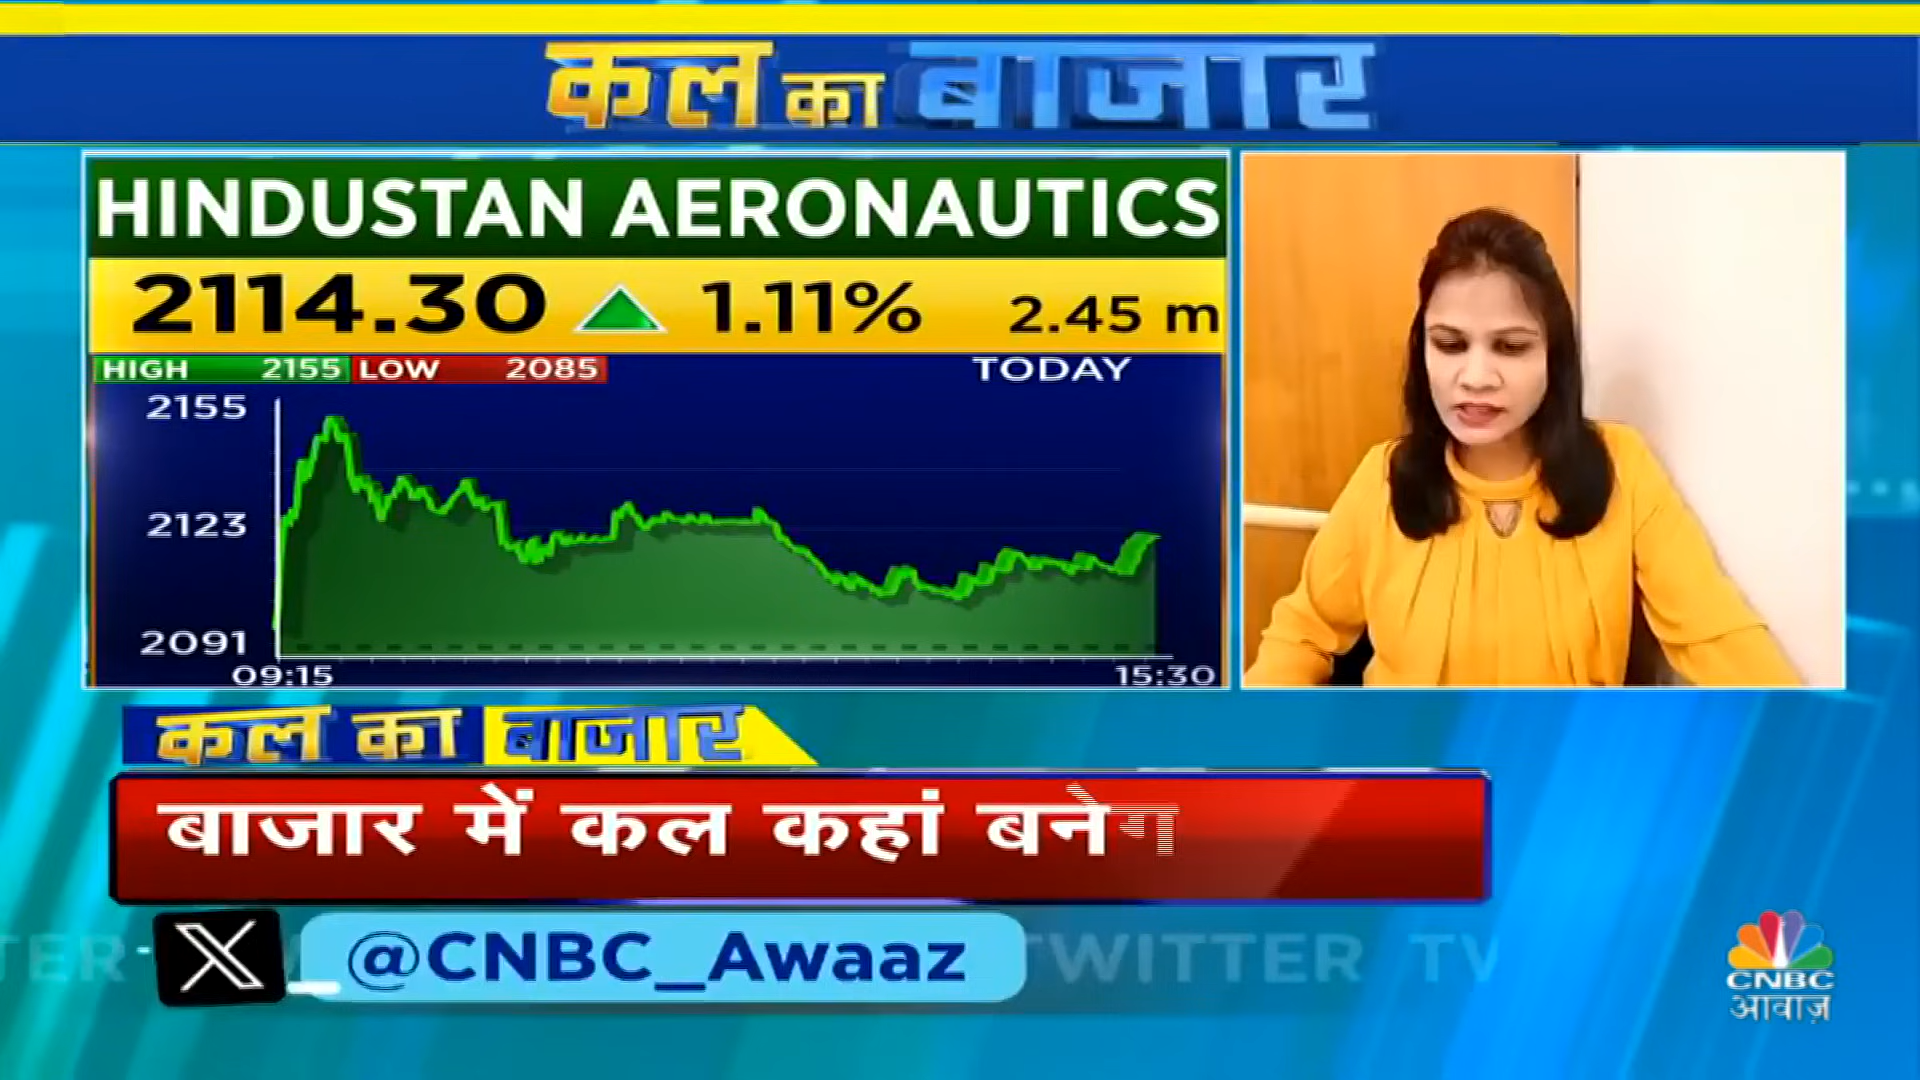 कल का बाजार
HINDUSTAN AERONAUTICS
2114.30 1.11% 2.45 m
HIGH 2155 LOW 2085 TODAY
2155
2123
2091
09:15 15:30
कल का बाजार
बाजार में कल कहां बनेग
@CNBC_Awaaz
TWITTER
CNBC
आवाज़